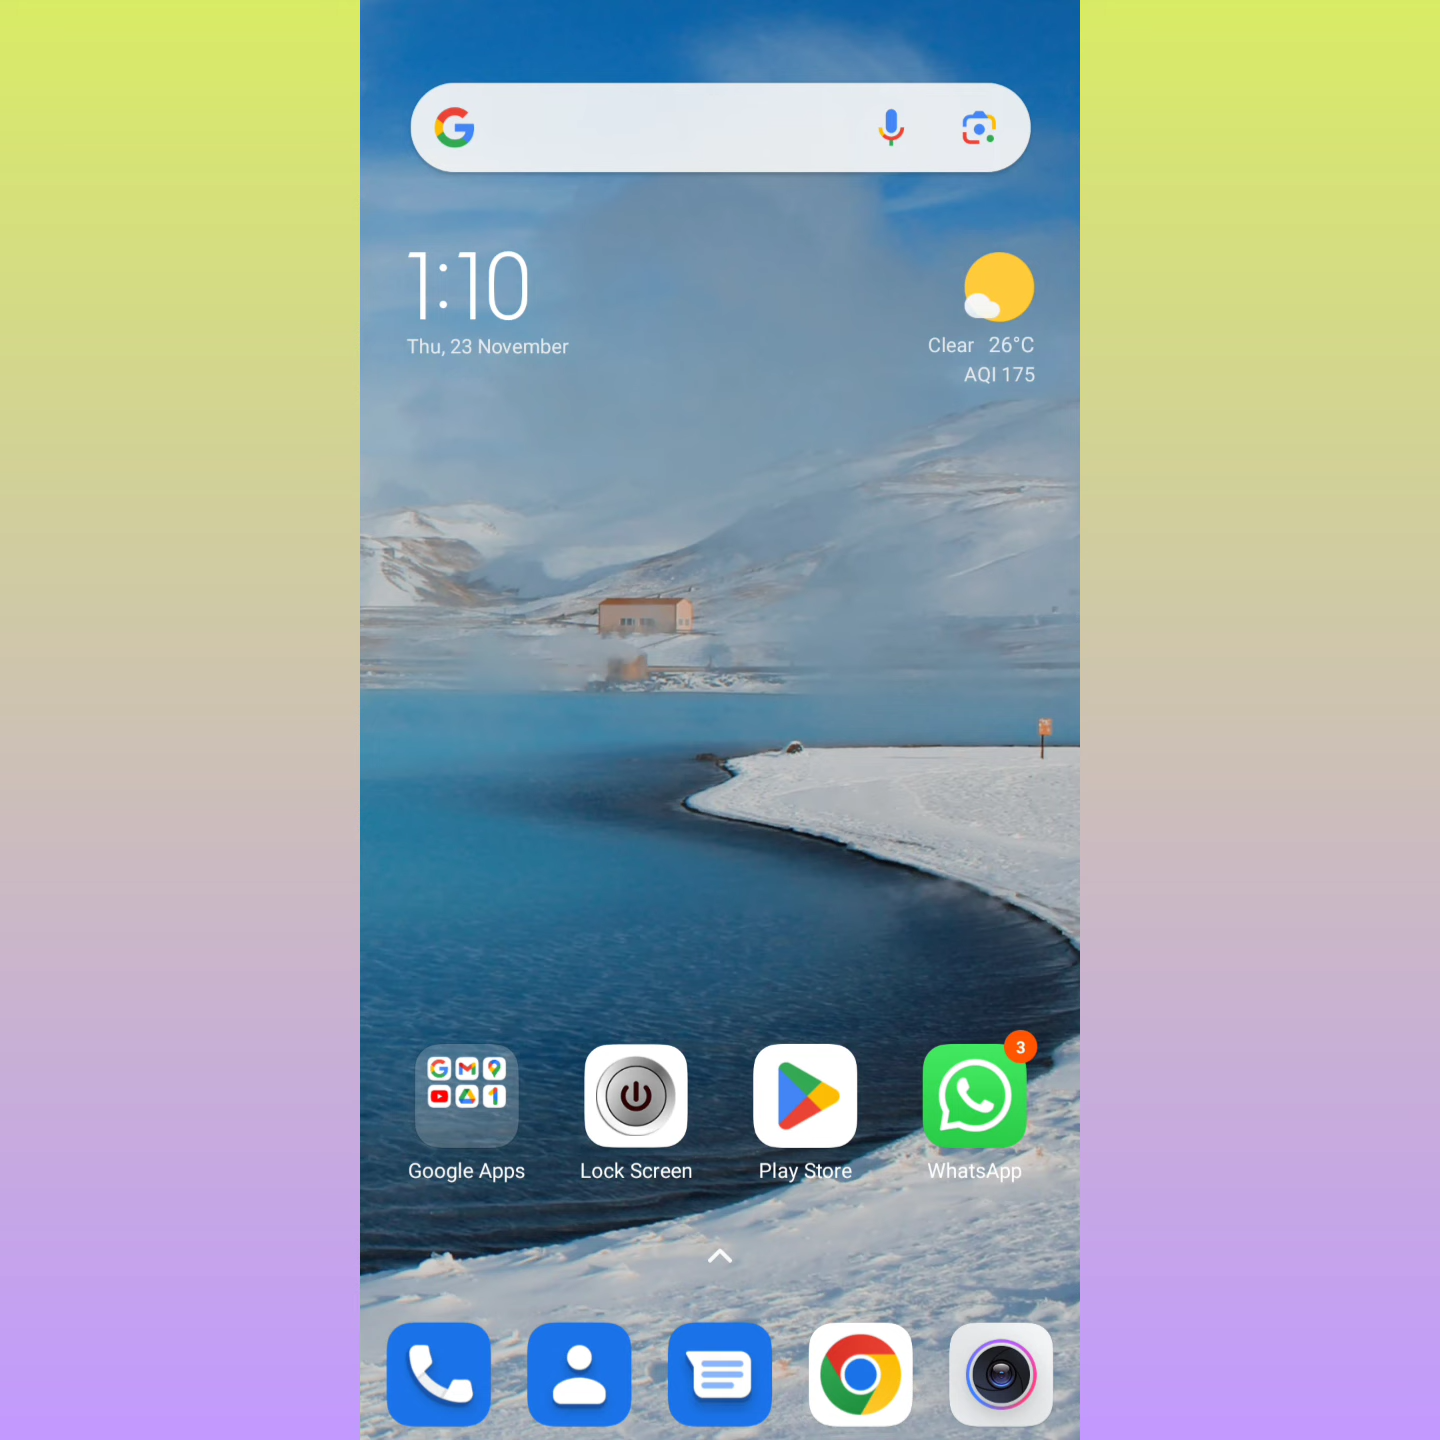 1:10
Thu, 23 November
Clear 26°C
AQI 175
3
Google Apps
Lock Screen
Play Store
WhatsApp